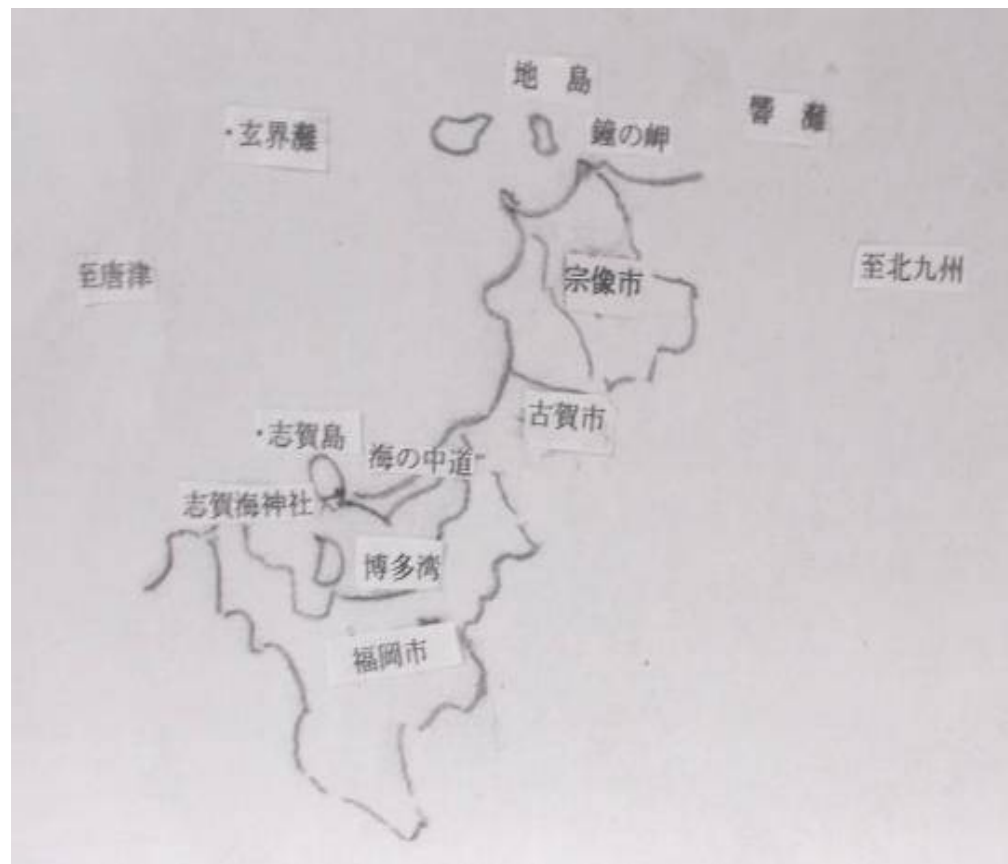 地 島
響 灘
・玄界灘
鐘の岬
至唐津
宗像市
至北九州
古賀市
・志賀島
海の中道
志賀海神社
博多湾
福岡市